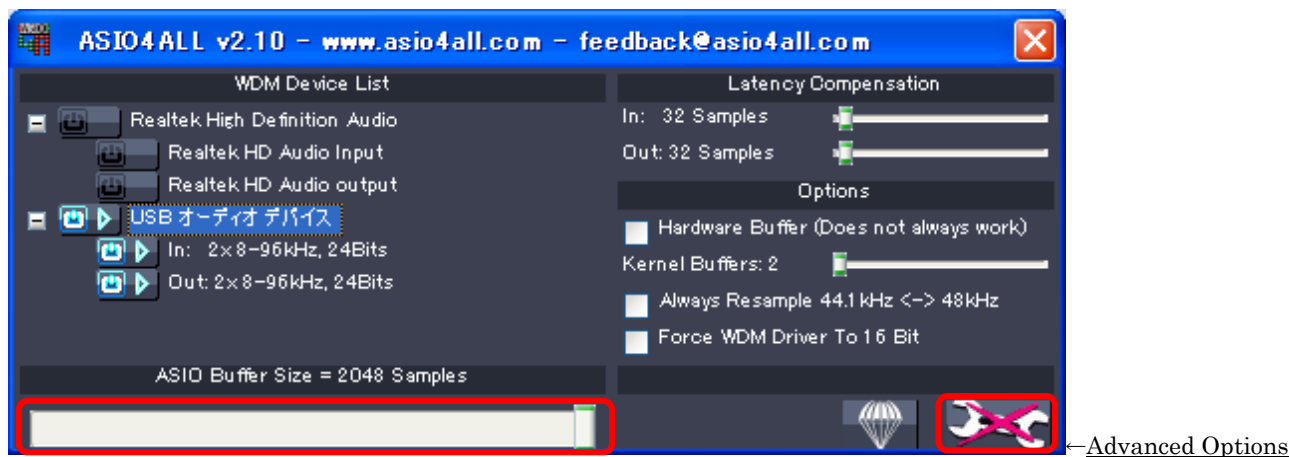 ASIO4ALL v2.10 - www.asio4all.com - feedback@asio4all.com
WDM Device List
Realtek High Definition Audio
Realtek HD Audio Input
Realtek HD Audio output
USB オーディオ デバイス
In: 2x8-96kHz, 24Bits
Out: 2x8-96kHz, 24Bits
ASIO Buffer Size = 2048 Samples
Latency Compensation
In: 32 Samples
Out: 32 Samples
Options
Hardware Buffer (Does not always work)
Kernel Buffers: 2
Always Resample 44.1kHz <-> 48kHz
Force WDM Driver To 16 Bit
←Advanced Options